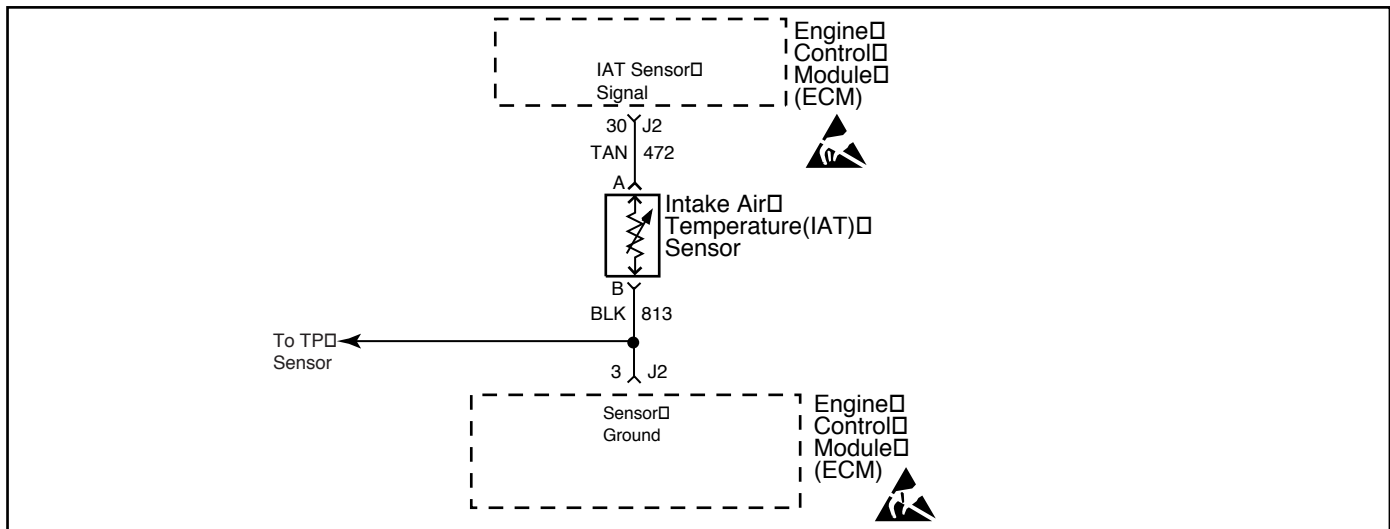 Engine
Control
Module
(ECM)
IAT Sensor
Signal
30 J2
TAN 472
A
Intake Air
Temperature(IAT)
Sensor
B
BLK 813
To TP
Sensor
3 J2
Engine
Control
Module
(ECM)
Sensor
Ground